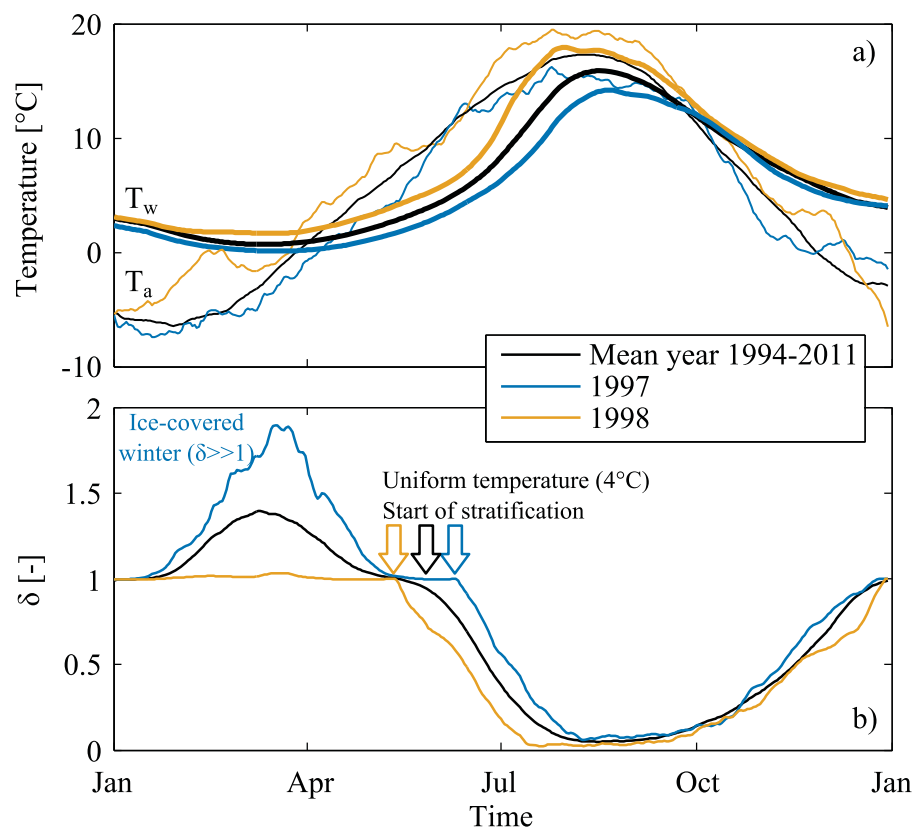 20
a)
Temperature [°C]
10
T_w
0
T_a
-10
Mean year 1994-2011
1997
1998
2
Ice-covered
winter (δ>>1)
Uniform temperature (4°C)
Start of stratification
1.5
δ [-]
1
0.5
b)
0
Jan Apr Jul Oct Jan
Time